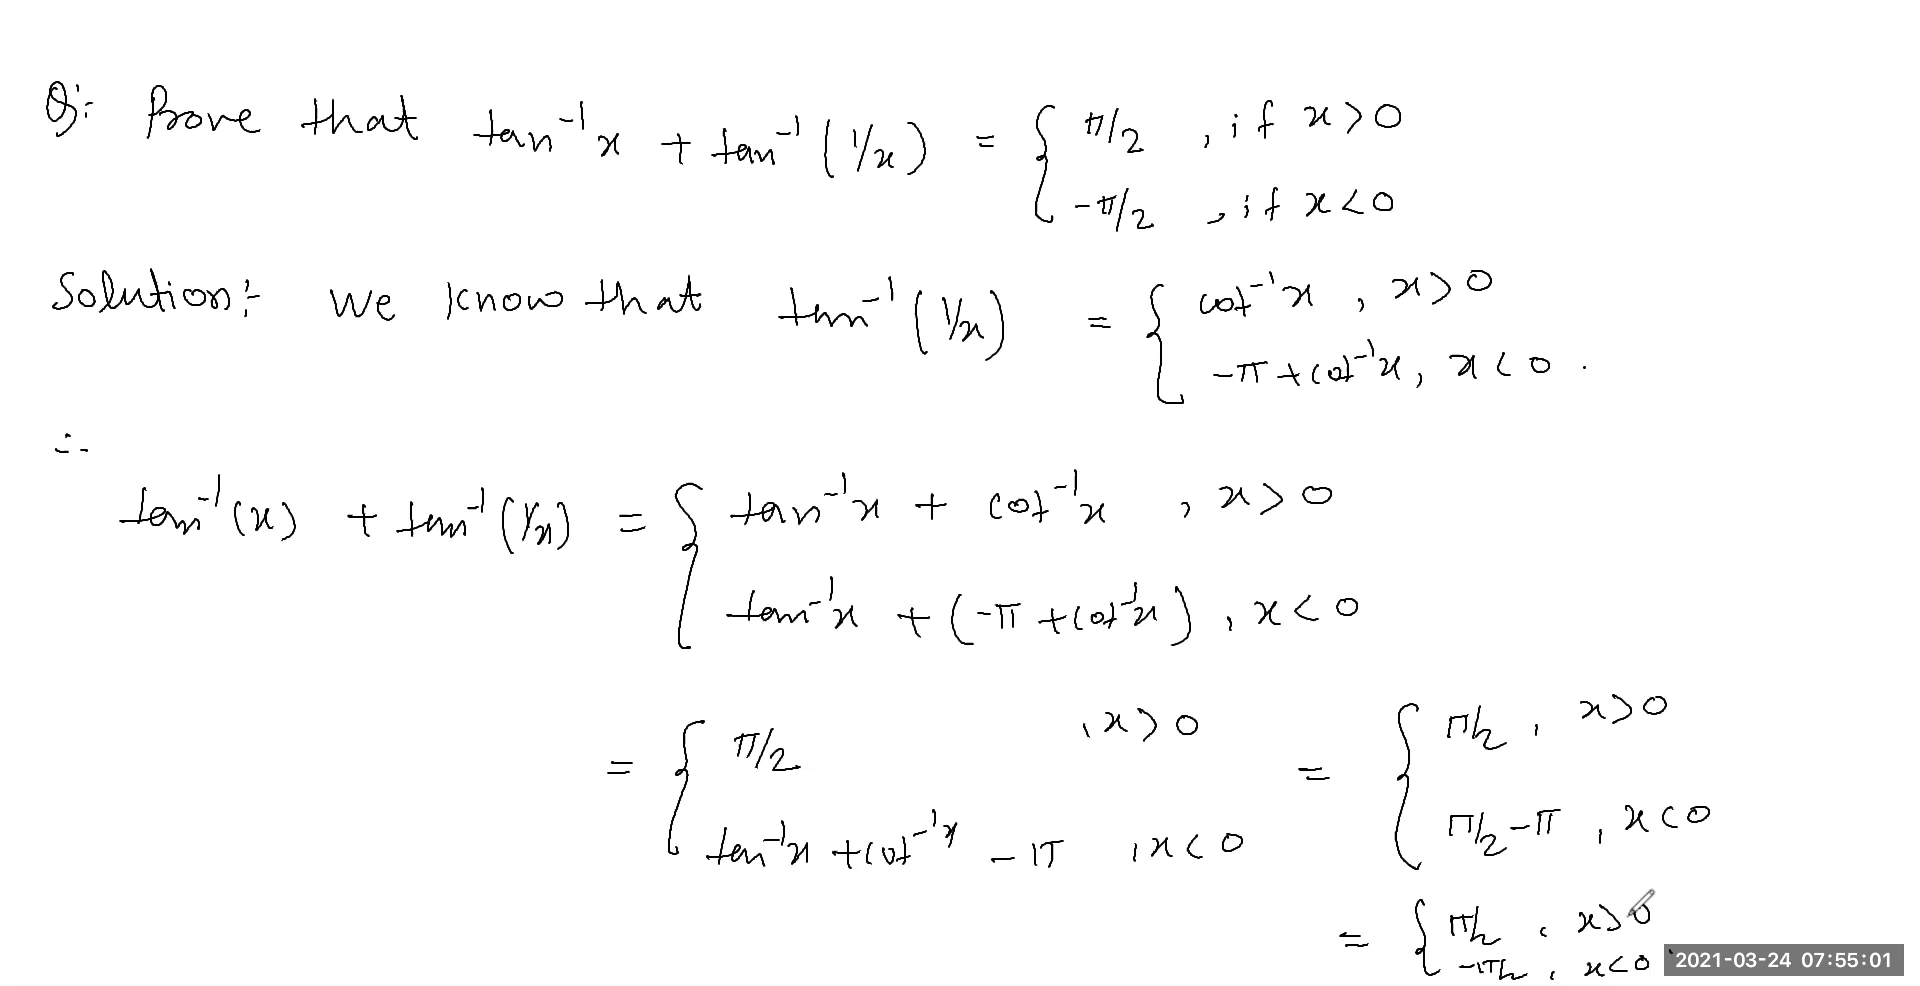 Q:- Prove that tan⁻¹x + tan⁻¹(1/x) = { π/2 , if x>0
-π/2 , if x<0
Solution:- We know that tan⁻¹(1/x) = { cot⁻¹x , x>0
-π+cot⁻¹x, x<0 .
∴
tan⁻¹(x) + tan⁻¹(1/x) = { tan⁻¹x + cot⁻¹x , x>0
tan⁻¹x + (-π+cot⁻¹x) , x<0
= { π/2 , x>0 = { π/2 , x>0
tan⁻¹x+cot⁻¹x - π , x<0 π/2-π , x<0
= { π/2 , x>0
-π/2 , x<0
2021-03-24 07:55:01